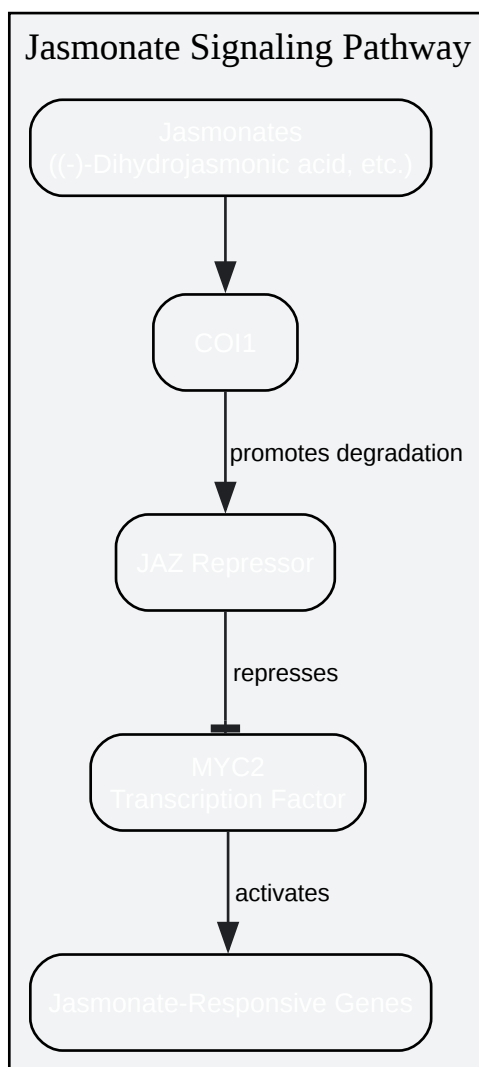 Jasmonate Signaling Pathway
Jasmonates
((-)-Dihydrojasmonic acid, etc.)
COI1
promotes degradation
JAZ Repressor
represses
MYC2
Transcription Factor
activates
Jasmonate-Responsive Genes